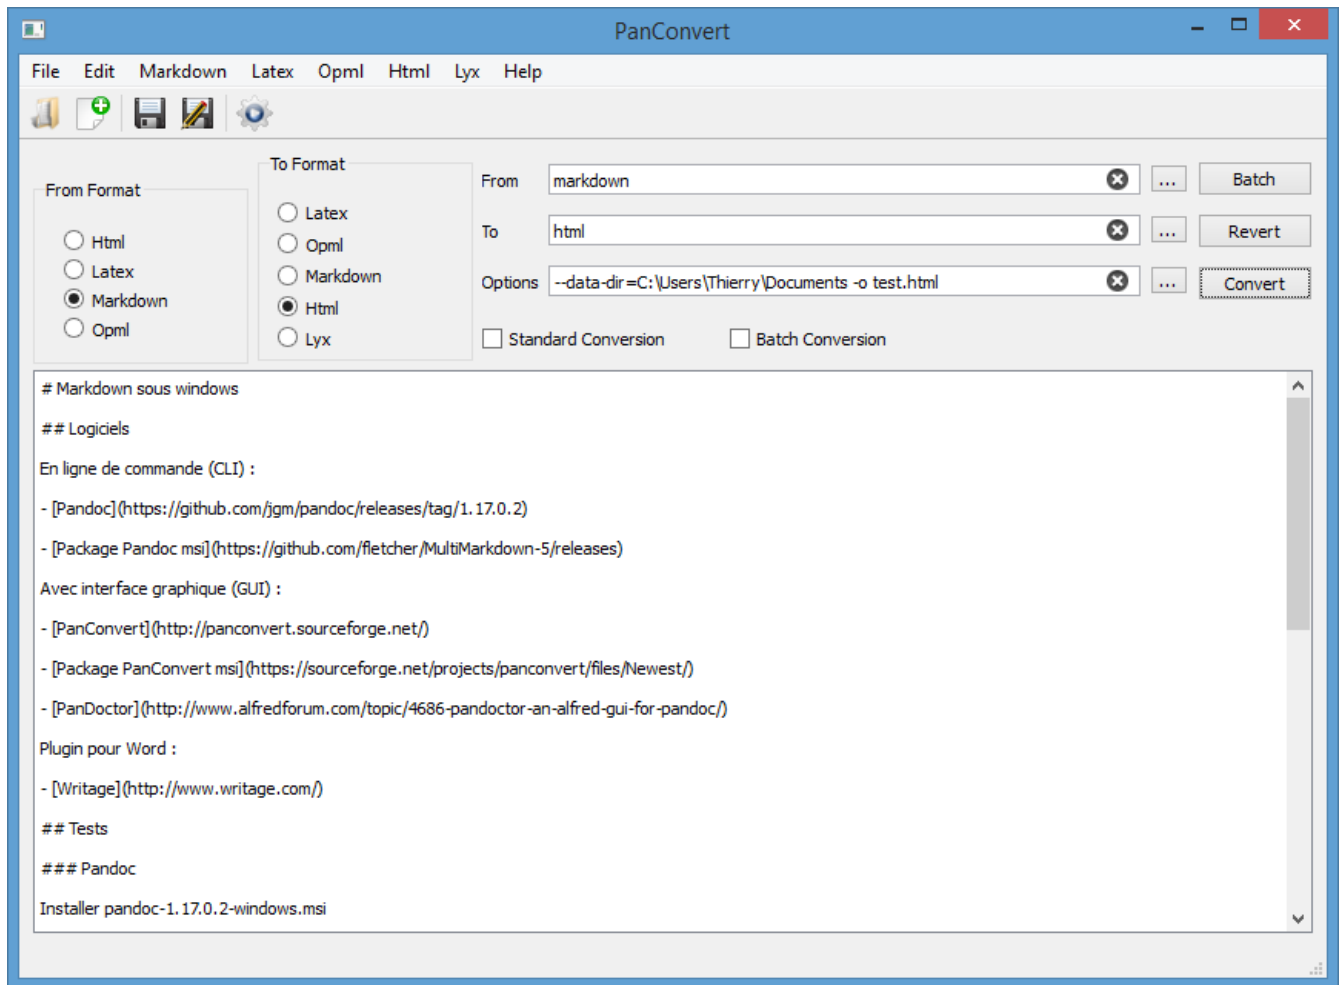 PanConvert
File Edit Markdown Latex Opml Html Lyx Help
From Format
Html
Latex
Markdown
Opml
To Format
Latex
Opml
Markdown
Html
Lyx
From markdown ... Batch
To html ... Revert
Options --data-dir=C:\Users\Thierry\Documents -o test.html ... Convert
Standard Conversion Batch Conversion
# Markdown sous windows
## Logiciels
En ligne de commande (CLI) :
- [Pandoc](https://github.com/jgm/pandoc/releases/tag/1.17.0.2)
- [Package Pandoc msi](https://github.com/fletcher/MultiMarkdown-5/releases)
Avec interface graphique (GUI) :
- [PanConvert](http://panconvert.sourceforge.net/)
- [Package PanConvert msi](https://sourceforge.net/projects/panconvert/files/Newest/)
- [PanDoctor](http://www.alfredforum.com/topic/4686-pandoctor-an-alfred-gui-for-pandoc/)
Plugin pour Word :
- [Writage](http://www.writage.com/)
## Tests
### Pandoc
Installer pandoc-1.17.0.2-windows.msi